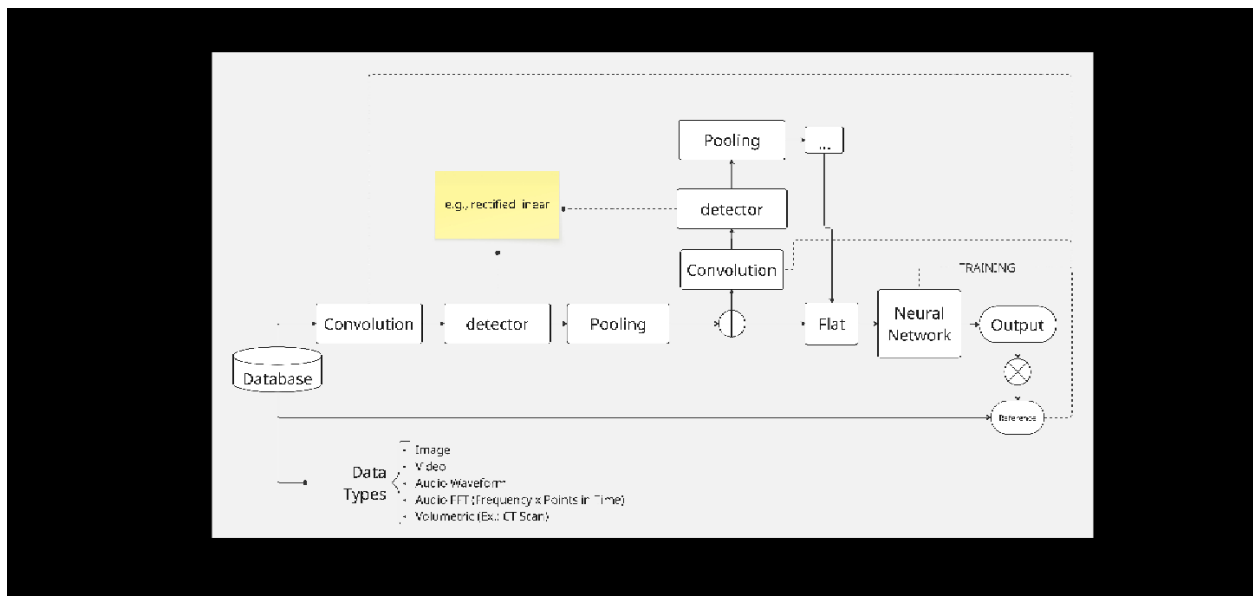 Pooling
...
e.g., rectified linear
detector
Convolution
TRAINING
Convolution
detector
Pooling
Flat
Neural
Network
Output
Database
Reference
Data
Types
- Image
- Video
- Audio Waveform
- Audio FFT (Frequency x Points in Time)
- Volumetric (Ex.: CT Scan)